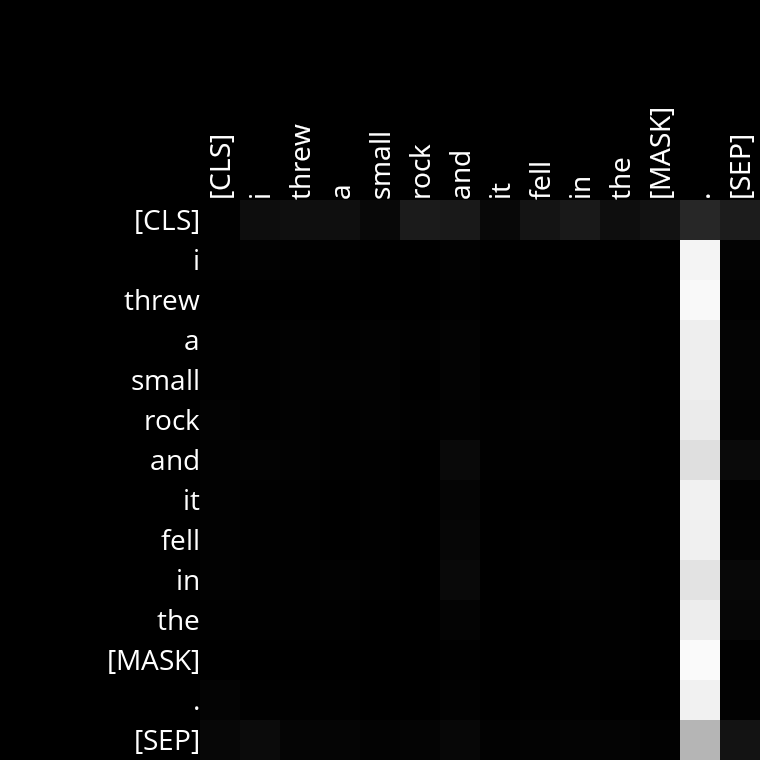 [CLS] i threw a small rock and it fell in the [MASK] . [SEP]
[CLS]
i
threw
a
small
rock
and
it
fell
in
the
[MASK]
.
[SEP]